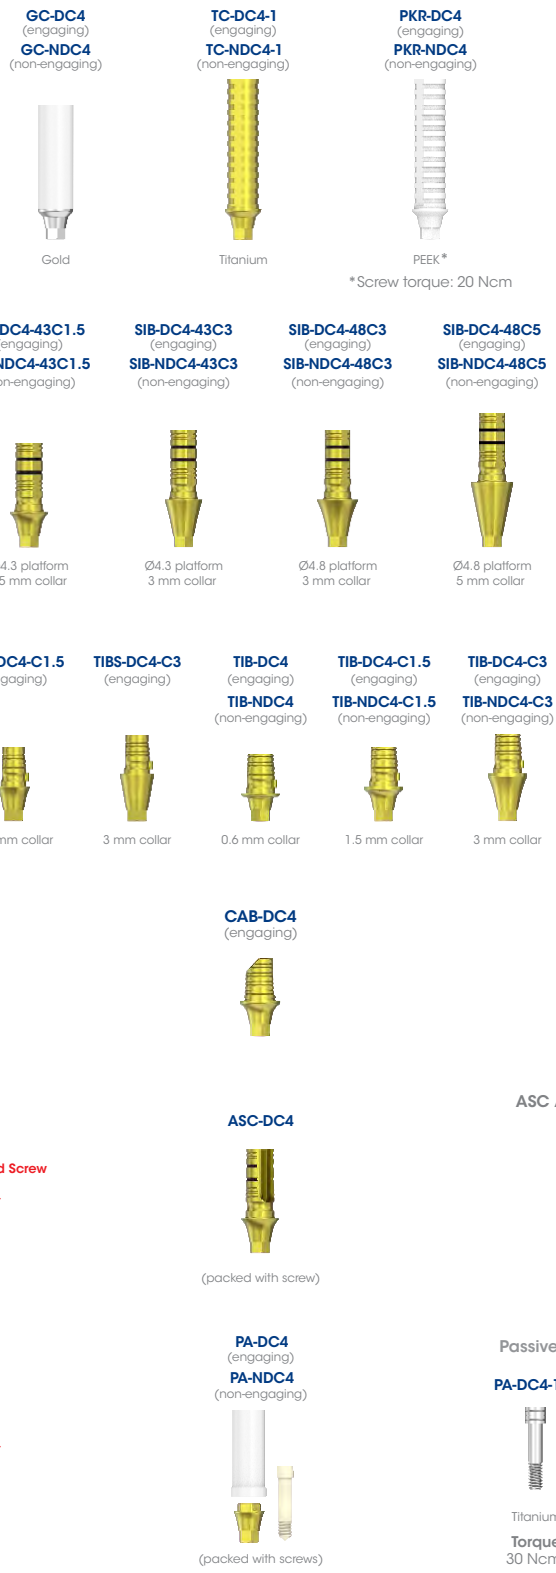 GC-DC4
(engaging)
GC-NDC4
(non-engaging)
TC-DC4-1
(engaging)
TC-NDC4-1
(non-engaging)
PKR-DC4
(engaging)
PKR-NDC4
(non-engaging)
Gold
Titanium
PEEK*
*Screw torque: 20 Ncm
DC4-43C1.5
engaging)
NDC4-43C1.5
on-engaging)
SIB-DC4-43C3
(engaging)
SIB-NDC4-43C3
(non-engaging)
SIB-DC4-48C3
(engaging)
SIB-NDC4-48C3
(non-engaging)
SIB-DC4-48C5
(engaging)
SIB-NDC4-48C5
(non-engaging)
4.3 platform
5 mm collar
Ø4.3 platform
3 mm collar
Ø4.8 platform
3 mm collar
Ø4.8 platform
5 mm collar
DC4-C1.5
gaging)
TIBS-DC4-C3
(engaging)
TIB-DC4
(engaging)
TIB-NDC4
(non-engaging)
TIB-DC4-C1.5
(engaging)
TIB-NDC4-C1.5
(non-engaging)
TIB-DC4-C3
(engaging)
TIB-NDC4-C3
(non-engaging)
mm collar
3 mm collar
0.6 mm collar
1.5 mm collar
3 mm collar
CAB-DC4
(engaging)
ASC
ASC-DC4
d Screw
(packed with screw)
PA-DC4
(engaging)
PA-NDC4
(non-engaging)
(packed with screws)
Passive
PA-DC4-1
Titanium
Torque
30 Ncm